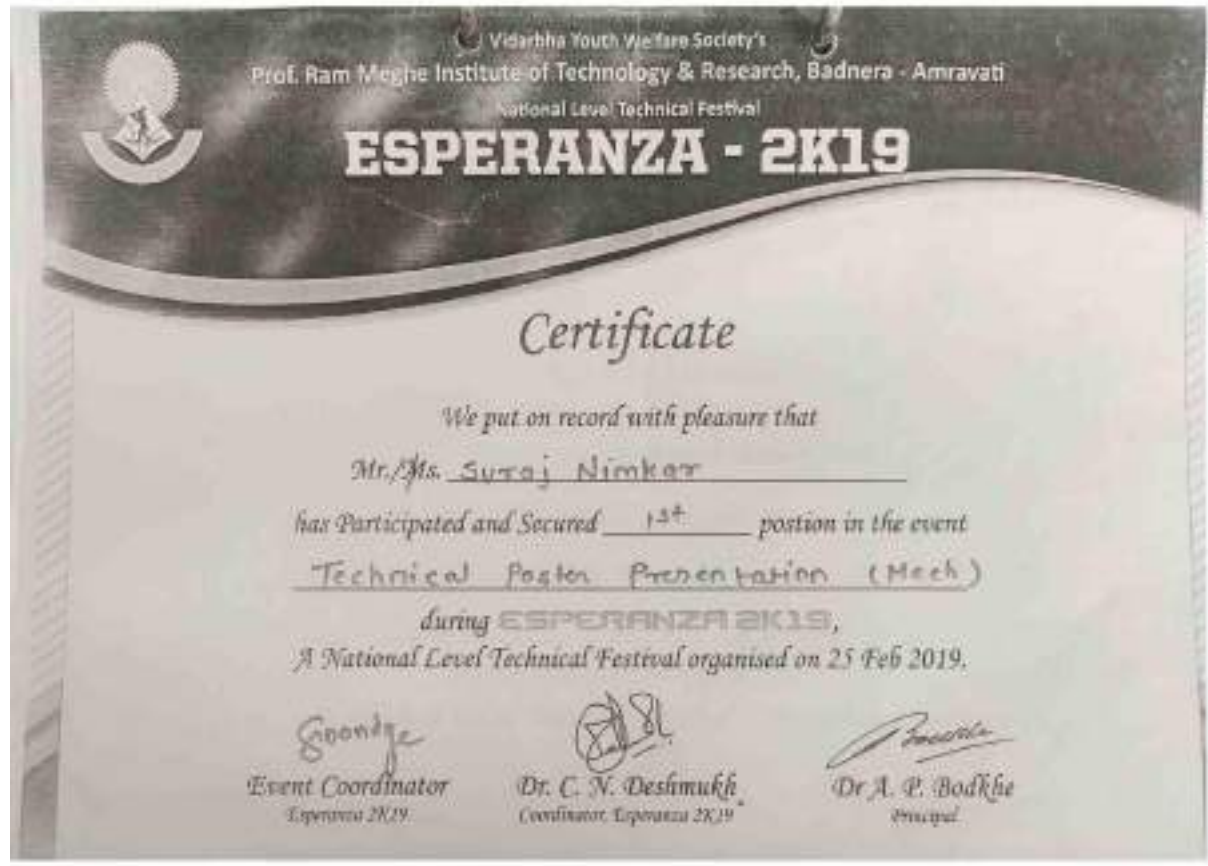 Vidarbha Youth Welfare Society's
Prof. Ram Meghe Institute of Technology & Research, Badnera - Amravati
National Level Technical Festival
ESPERANZA - 2K19
Certificate
We put on record with pleasure that
Mr./Ms. Suraj Nimkar
has Participated and Secured 1st postion in the event
Technical Poster Presentation (Mech)
during ESPERANZA 2K19,
A National Level Technical Festival organised on 25 Feb 2019.
Event Coordinator Dr. C. N. Deshmukh Dr A. P. Bodkhe
Esperanza 2K19 Coordinator, Esperanza 2K19 Principal